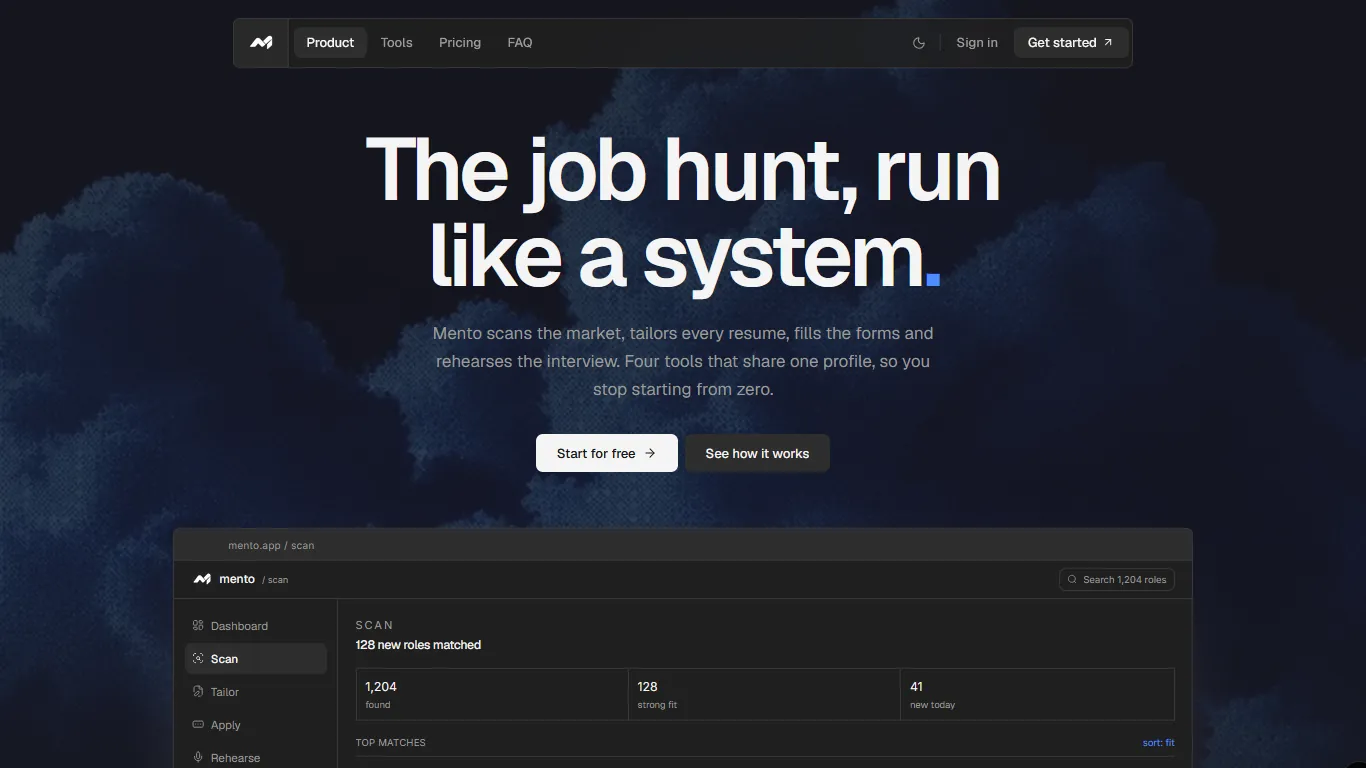 Product Tools Pricing FAQ Sign in Get started
The job hunt, run
like a system.
Mento scans the market, tailors every resume, fills the forms and
rehearses the interview. Four tools that share one profile, so you
stop starting from zero.
Start for free See how it works
mento.app / scan
mento / scan Search 1,204 roles
Dashboard
Scan
Tailor
Apply
Rehearse
SCAN
128 new roles matched
1,204 128 41
found strong fit new today
TOP MATCHES sort: fit